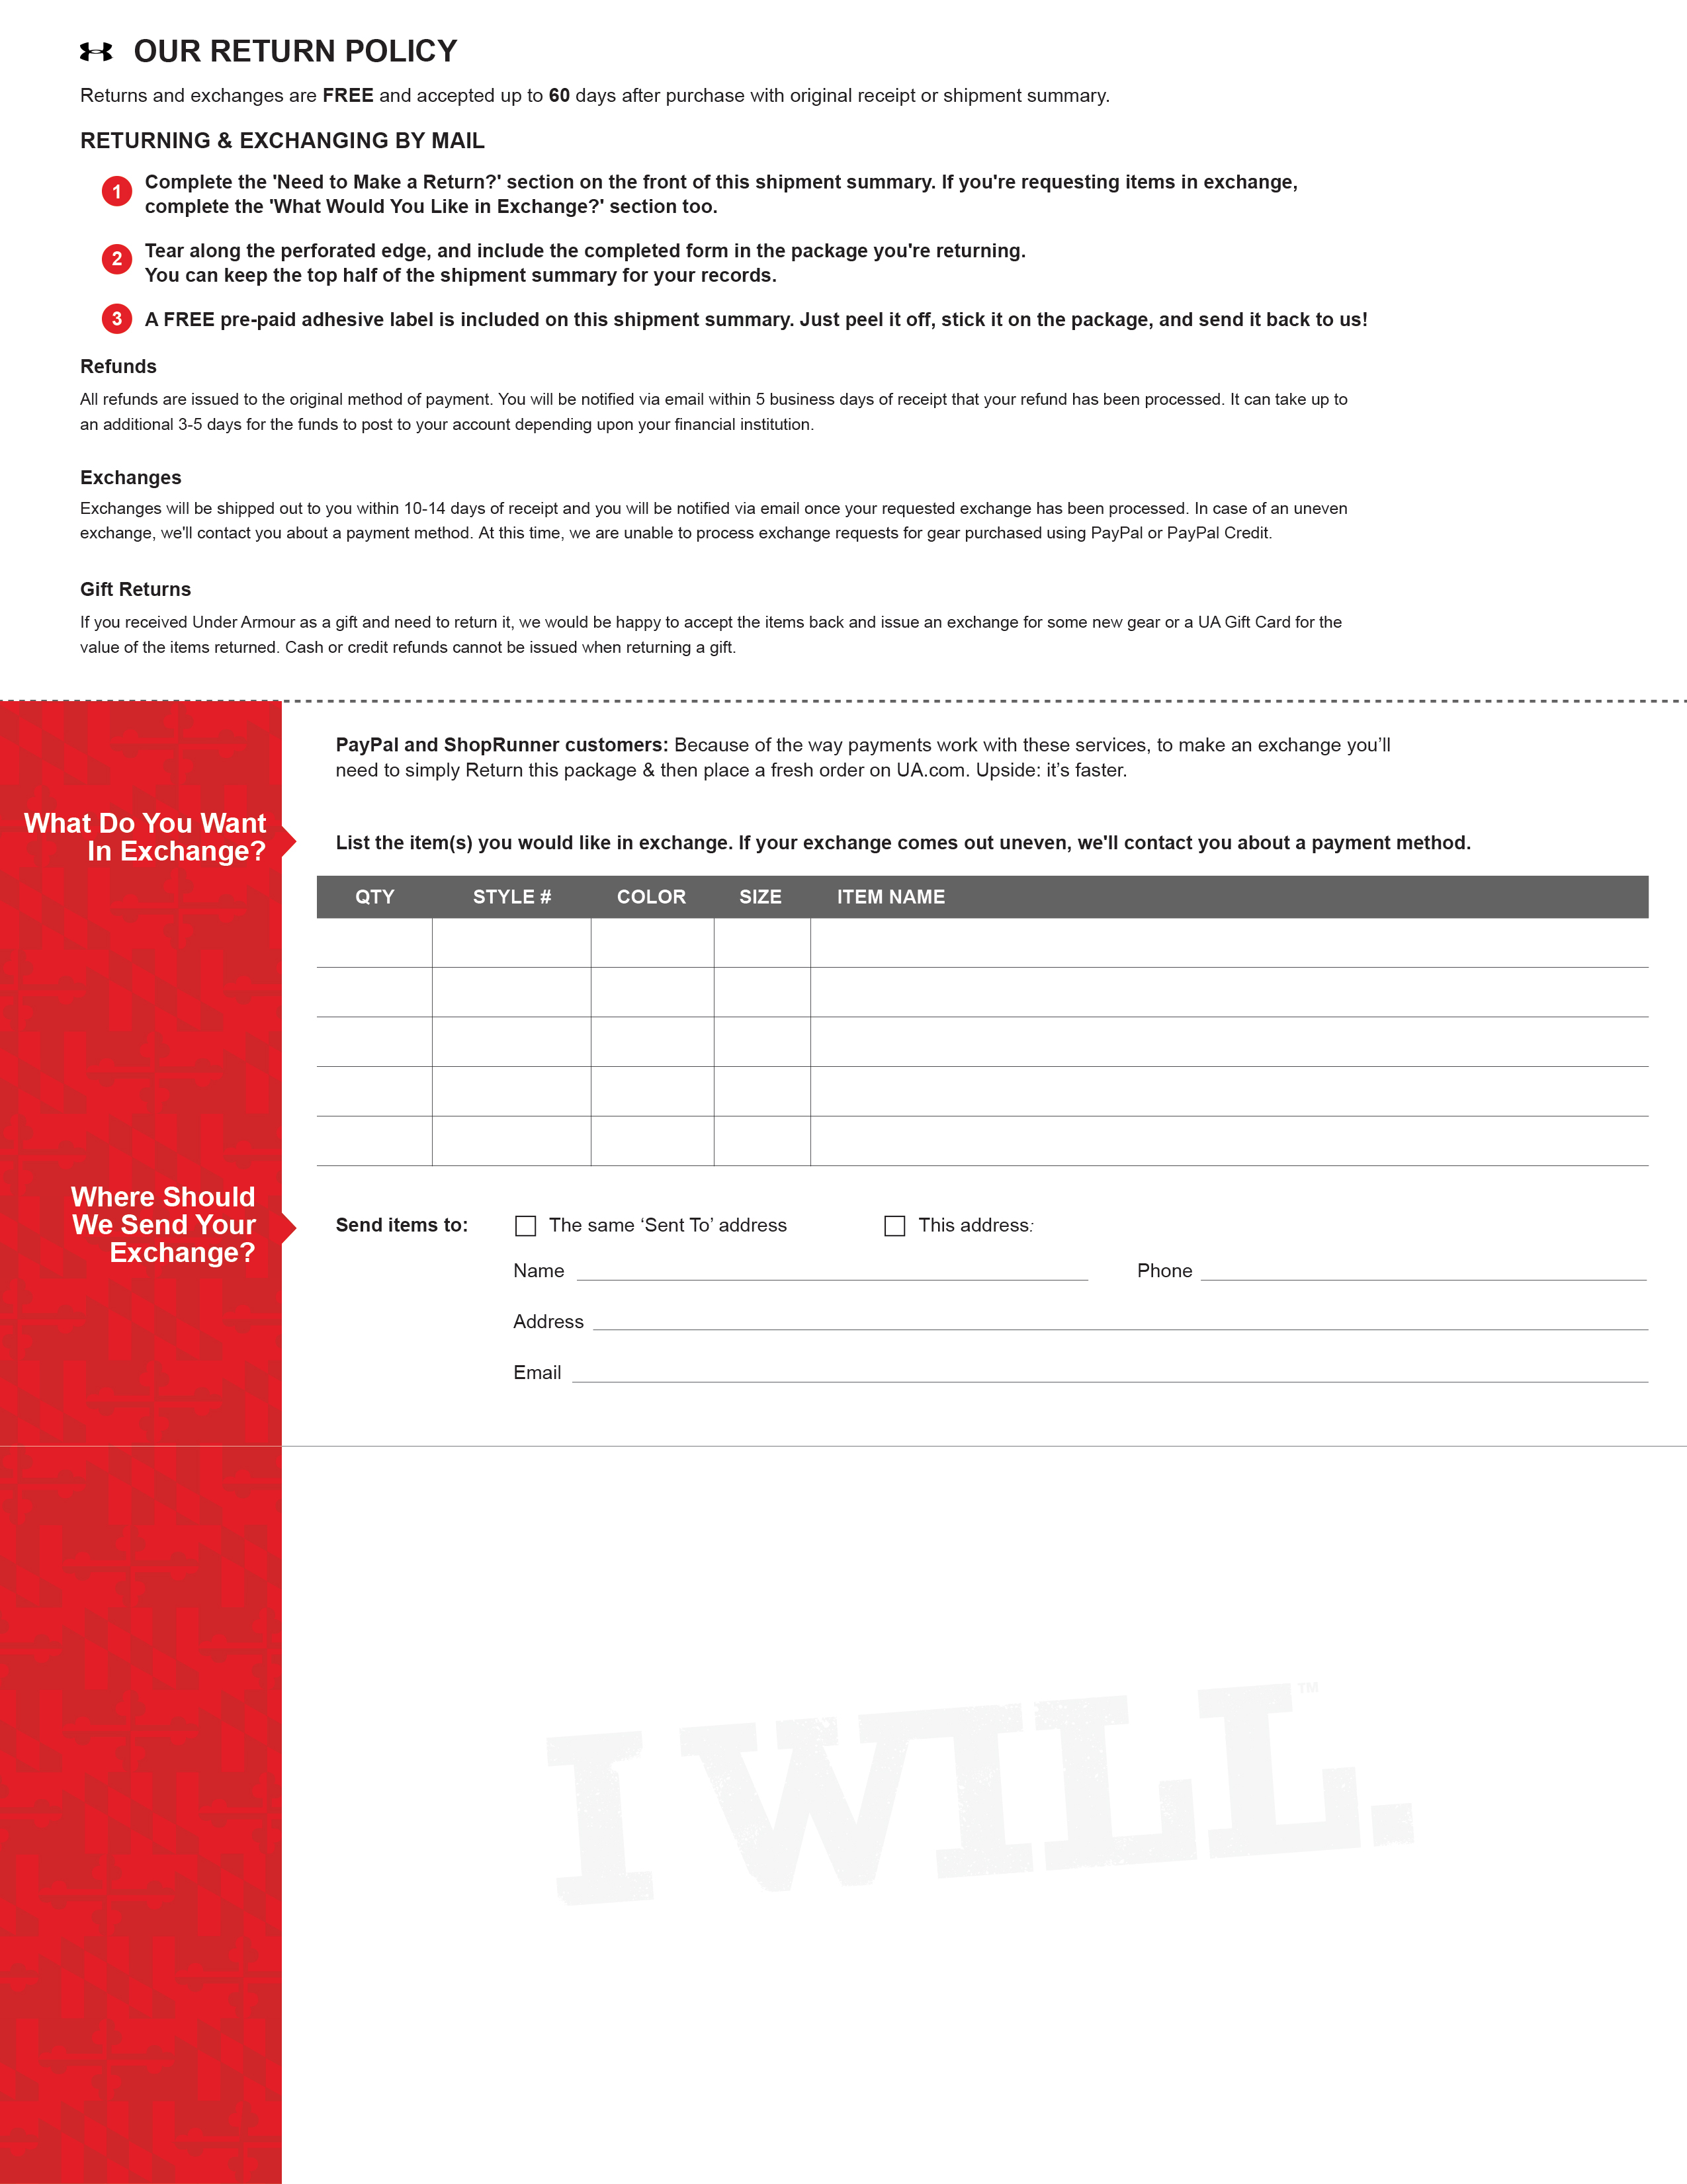 OUR RETURN POLICY
Returns and exchanges are FREE and accepted up to 60 days after purchase with original receipt or shipment summary.
RETURNING & EXCHANGING BY MAIL
1 Complete the 'Need to Make a Return?' section on the front of this shipment summary. If you're requesting items in exchange,
complete the 'What Would You Like in Exchange?' section too.
2 Tear along the perforated edge, and include the completed form in the package you're returning.
You can keep the top half of the shipment summary for your records.
3 A FREE pre-paid adhesive label is included on this shipment summary. Just peel it off, stick it on the package, and send it back to us!
Refunds
All refunds are issued to the original method of payment. You will be notified via email within 5 business days of receipt that your refund has been processed. It can take up to
an additional 3-5 days for the funds to post to your account depending upon your financial institution.
Exchanges
Exchanges will be shipped out to you within 10-14 days of receipt and you will be notified via email once your requested exchange has been processed. In case of an uneven
exchange, we'll contact you about a payment method. At this time, we are unable to process exchange requests for gear purchased using PayPal or PayPal Credit.
Gift Returns
If you received Under Armour as a gift and need to return it, we would be happy to accept the items back and issue an exchange for some new gear or a UA Gift Card for the
value of the items returned. Cash or credit refunds cannot be issued when returning a gift.
PayPal and ShopRunner customers: Because of the way payments work with these services, to make an exchange you’ll
need to simply Return this package & then place a fresh order on UA.com. Upside: it’s faster.
What Do You Want
In Exchange?
List the item(s) you would like in exchange. If your exchange comes out uneven, we'll contact you about a payment method.
QTY STYLE # COLOR SIZE ITEM NAME
Where Should
We Send Your
Exchange?
Send items to: The same ‘Sent To’ address This address:
Name Phone
Address
Email
I WILL.™